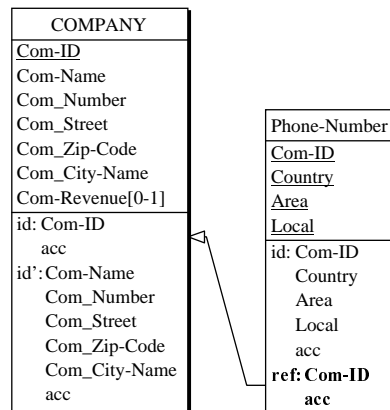 COMPANY
Com-ID
Com-Name
Com_Number
Com_Street
Com_Zip-Code
Com_City-Name
Com-Revenue[0-1]
id: Com-ID
acc
id’: Com-Name
Com_Number
Com_Street
Com_Zip-Code
Com_City-Name
acc
Phone-Number
Com-ID
Country
Area
Local
id: Com-ID
Country
Area
Local
acc
ref: Com-ID
acc